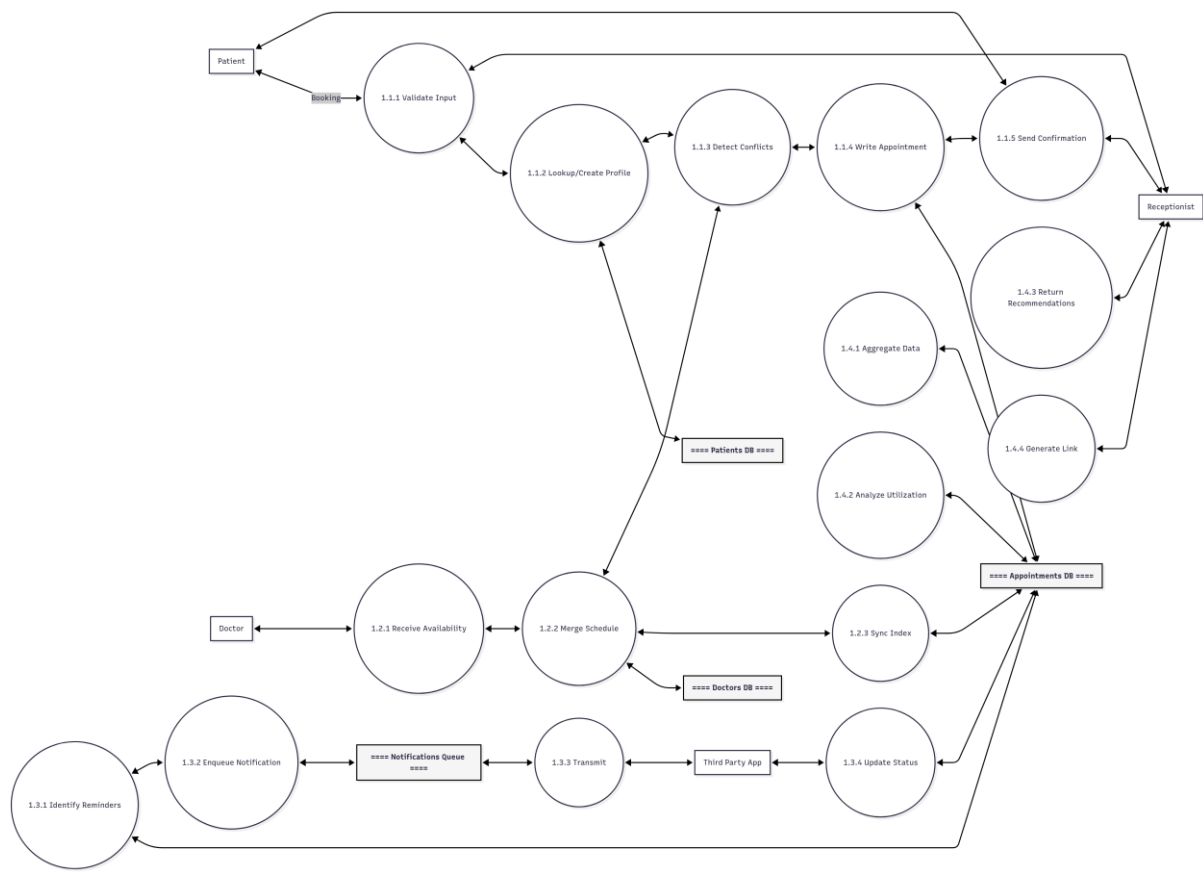 Patient
Booking
1.1.1 Validate Input
1.1.2 Lookup/Create Profile
1.1.3 Detect Conflicts
1.1.4 Write Appointment
1.1.5 Send Confirmation
Receptionist
1.4.3 Return
Recommendations
1.4.1 Aggregate Data
1.4.4 Generate Link
==== Patients DB ====
1.4.2 Analyze Utilization
==== Appointments DB ====
Doctor
1.2.1 Receive Availability
1.2.2 Merge Schedule
1.2.3 Sync Index
==== Doctors DB ====
1.3.1 Identify Reminders
1.3.2 Enqueue Notification
==== Notifications Queue
====
1.3.3 Transmit
Third Party App
1.3.4 Update Status